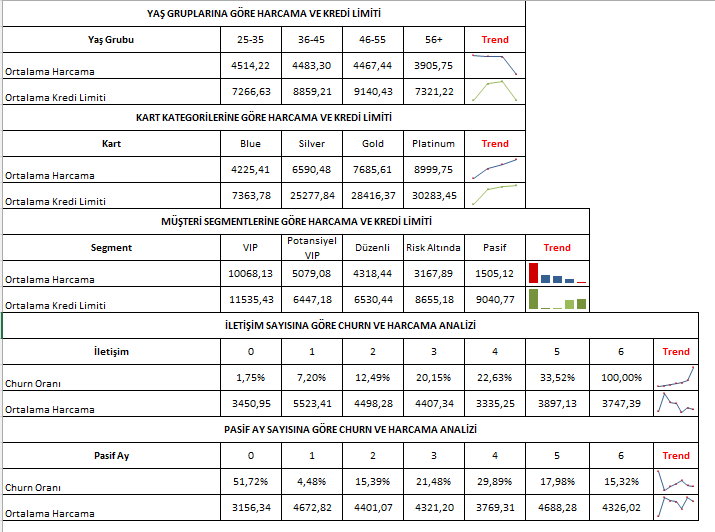 YAŞ GRUPLARINA GÖRE HARCAMA VE KREDİ LİMİTİ
Yaş Grubu 25-35 36-45 46-55 56+ Trend
Ortalama Harcama 4514,22 4483,30 4467,44 3905,75
Ortalama Kredi Limiti 7266,63 8859,21 9140,43 7321,22
KART KATEGORİLERİNE GÖRE HARCAMA VE KREDİ LİMİTİ
Kart Blue Silver Gold Platinum Trend
Ortalama Harcama 4225,41 6590,48 7685,61 8999,75
Ortalama Kredi Limiti 7363,78 25277,84 28416,37 30283,45
MÜŞTERİ SEGMENTLERİNE GÖRE HARCAMA VE KREDİ LİMİTİ
Segment VIP Potansiyel VIP Düzenli Risk Altında Pasif Trend
Ortalama Harcama 10068,13 5079,08 4318,44 3167,89 1505,12
Ortalama Kredi Limiti 11535,43 6447,18 6530,44 8655,18 9040,77
İLETİŞİM SAYISINA GÖRE CHURN VE HARCAMA ANALİZİ
İletişim 0 1 2 3 4 5 6 Trend
Churn Oranı 1,75% 7,20% 12,49% 20,15% 22,63% 33,52% 100,00%
Ortalama Harcama 3450,95 5523,41 4498,28 4407,34 3335,25 3897,13 3747,39
PASİF AY SAYISINA GÖRE CHURN VE HARCAMA ANALİZİ
Pasif Ay 0 1 2 3 4 5 6 Trend
Churn Oranı 51,72% 4,48% 15,39% 21,48% 29,89% 17,98% 15,32%
Ortalama Harcama 3156,34 4672,82 4401,07 4321,20 3769,31 4688,28 4326,02